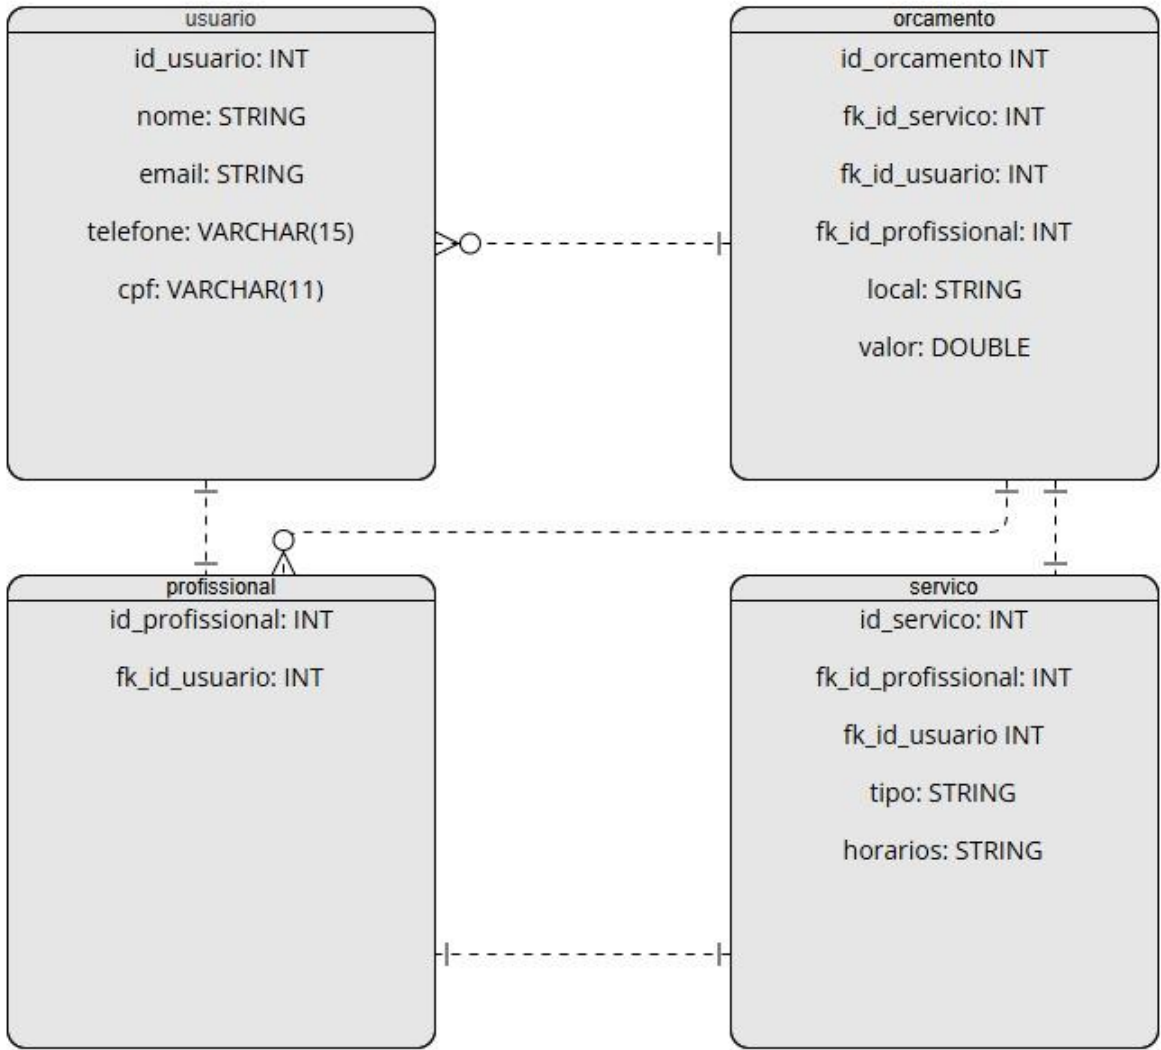 usuario
id_usuario: INT
nome: STRING
email: STRING
telefone: VARCHAR(15)
cpf: VARCHAR(11)
orcamento
id_orcamento INT
fk_id_servico: INT
fk_id_usuario: INT
fk_id_profissional: INT
local: STRING
valor: DOUBLE
profissional
id_profissional: INT
fk_id_usuario: INT
servico
id_servico: INT
fk_id_profissional: INT
fk_id_usuario INT
tipo: STRING
horarios: STRING